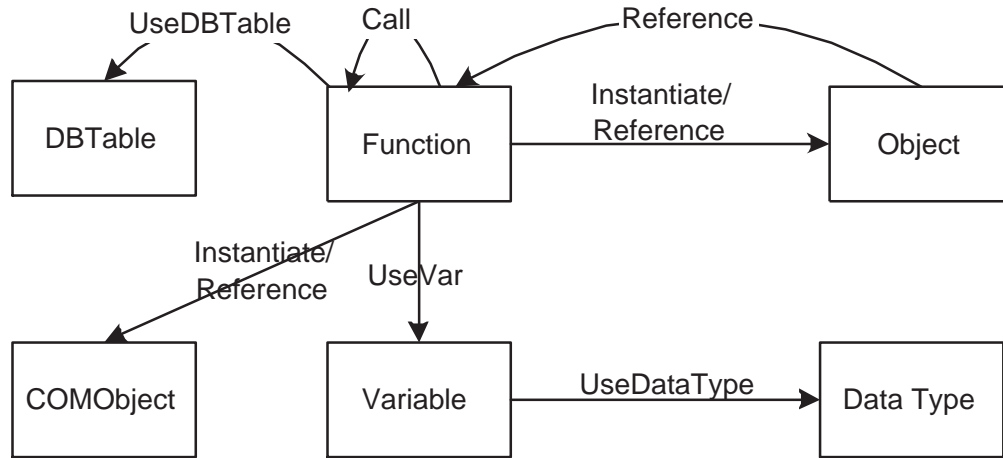 UseDBTable
Call
Reference
DBTable
Function
Instantiate/
Reference
Object
Instantiate/
Reference
UseVar
COMObject
Variable
UseDataType
Data Type